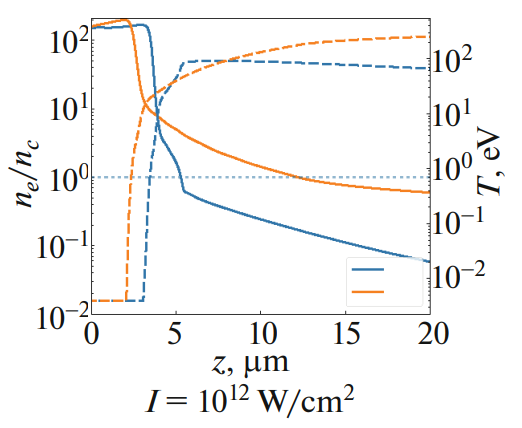 10²
10¹
10⁰
10⁻¹
10⁻²
nₑ/n_c
10²
10¹
10⁰
10⁻¹
10⁻²
T, eV
0 5 10 15 20
z, μm
I = 10¹² W/cm²